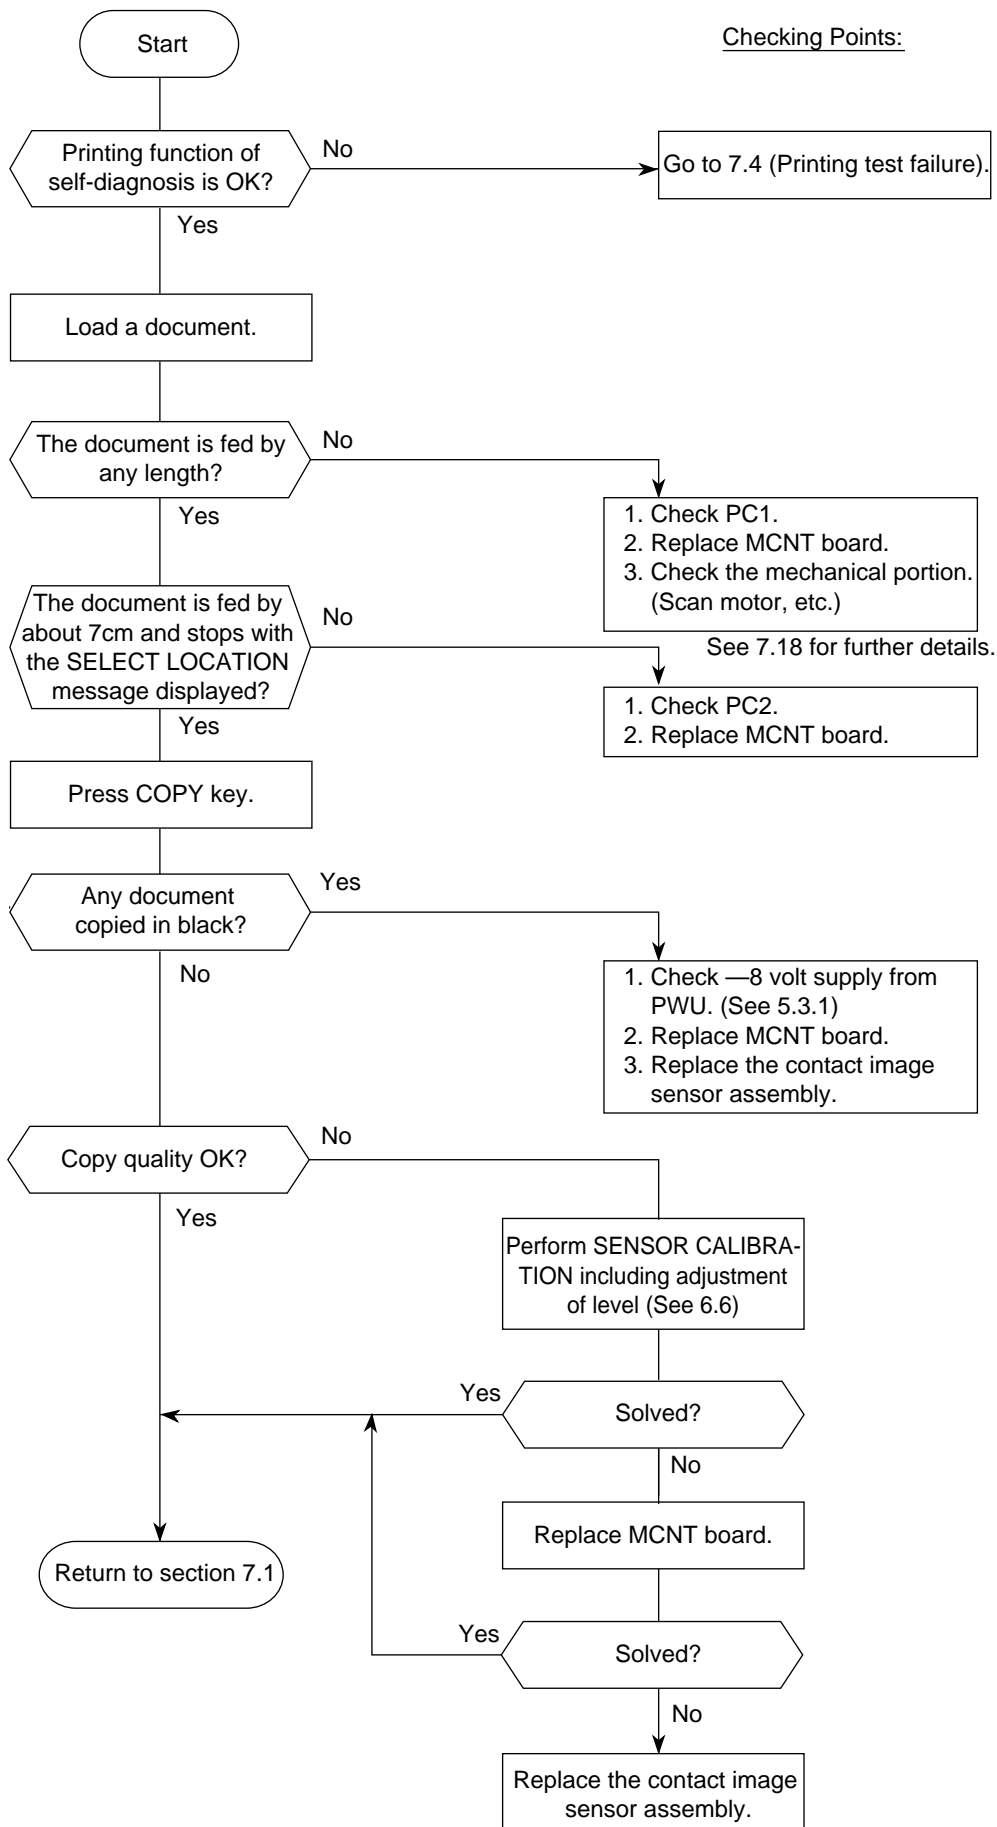 Start
Checking Points:
Printing function of
self-diagnosis is OK?
No
Go to 7.4 (Printing test failure).
Yes
Load a document.
The document is fed by
any length?
No
Yes
1. Check PC1.
2. Replace MCNT board.
3. Check the mechanical portion.
(Scan motor, etc.)
See 7.18 for further details.
The document is fed by
about 7cm and stops with
the SELECT LOCATION
message displayed?
No
Yes
1. Check PC2.
2. Replace MCNT board.
Press COPY key.
Any document
copied in black?
Yes
No
1. Check —8 volt supply from
PWU. (See 5.3.1)
2. Replace MCNT board.
3. Replace the contact image
sensor assembly.
Copy quality OK?
No
Yes
Perform SENSOR CALIBRA-
TION including adjustment
of level (See 6.6)
Solved?
Yes
No
Replace MCNT board.
Return to section 7.1
Solved?
Yes
No
Replace the contact image
sensor assembly.